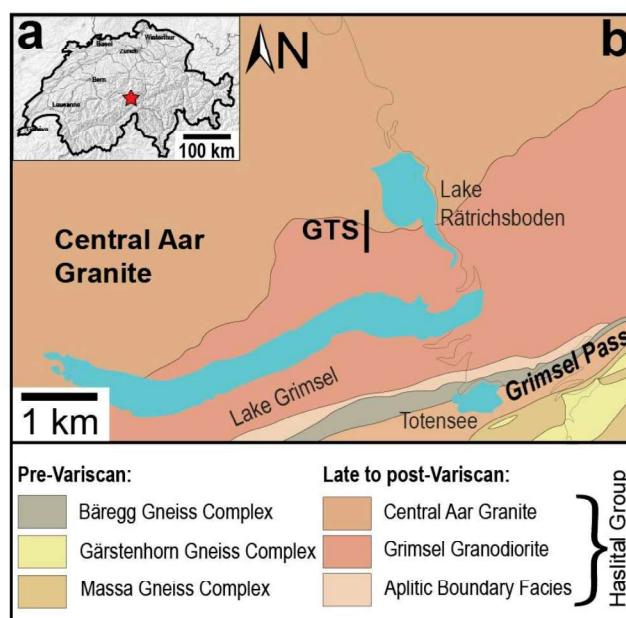 a
Basel
Winterthur
Zurich
Bern
Lausanne
100 km
N
b
Lake
Rätrichsboden
GTS
Central Aar
Granite
Lake Grimsel
Grimsel Pass
Totensee
1 km
Pre-Variscan:
Bäregg Gneiss Complex
Gärstenhorn Gneiss Complex
Massa Gneiss Complex
Late to post-Variscan:
Central Aar Granite
Grimsel Granodiorite
Aplitic Boundary Facies
Haslital Group